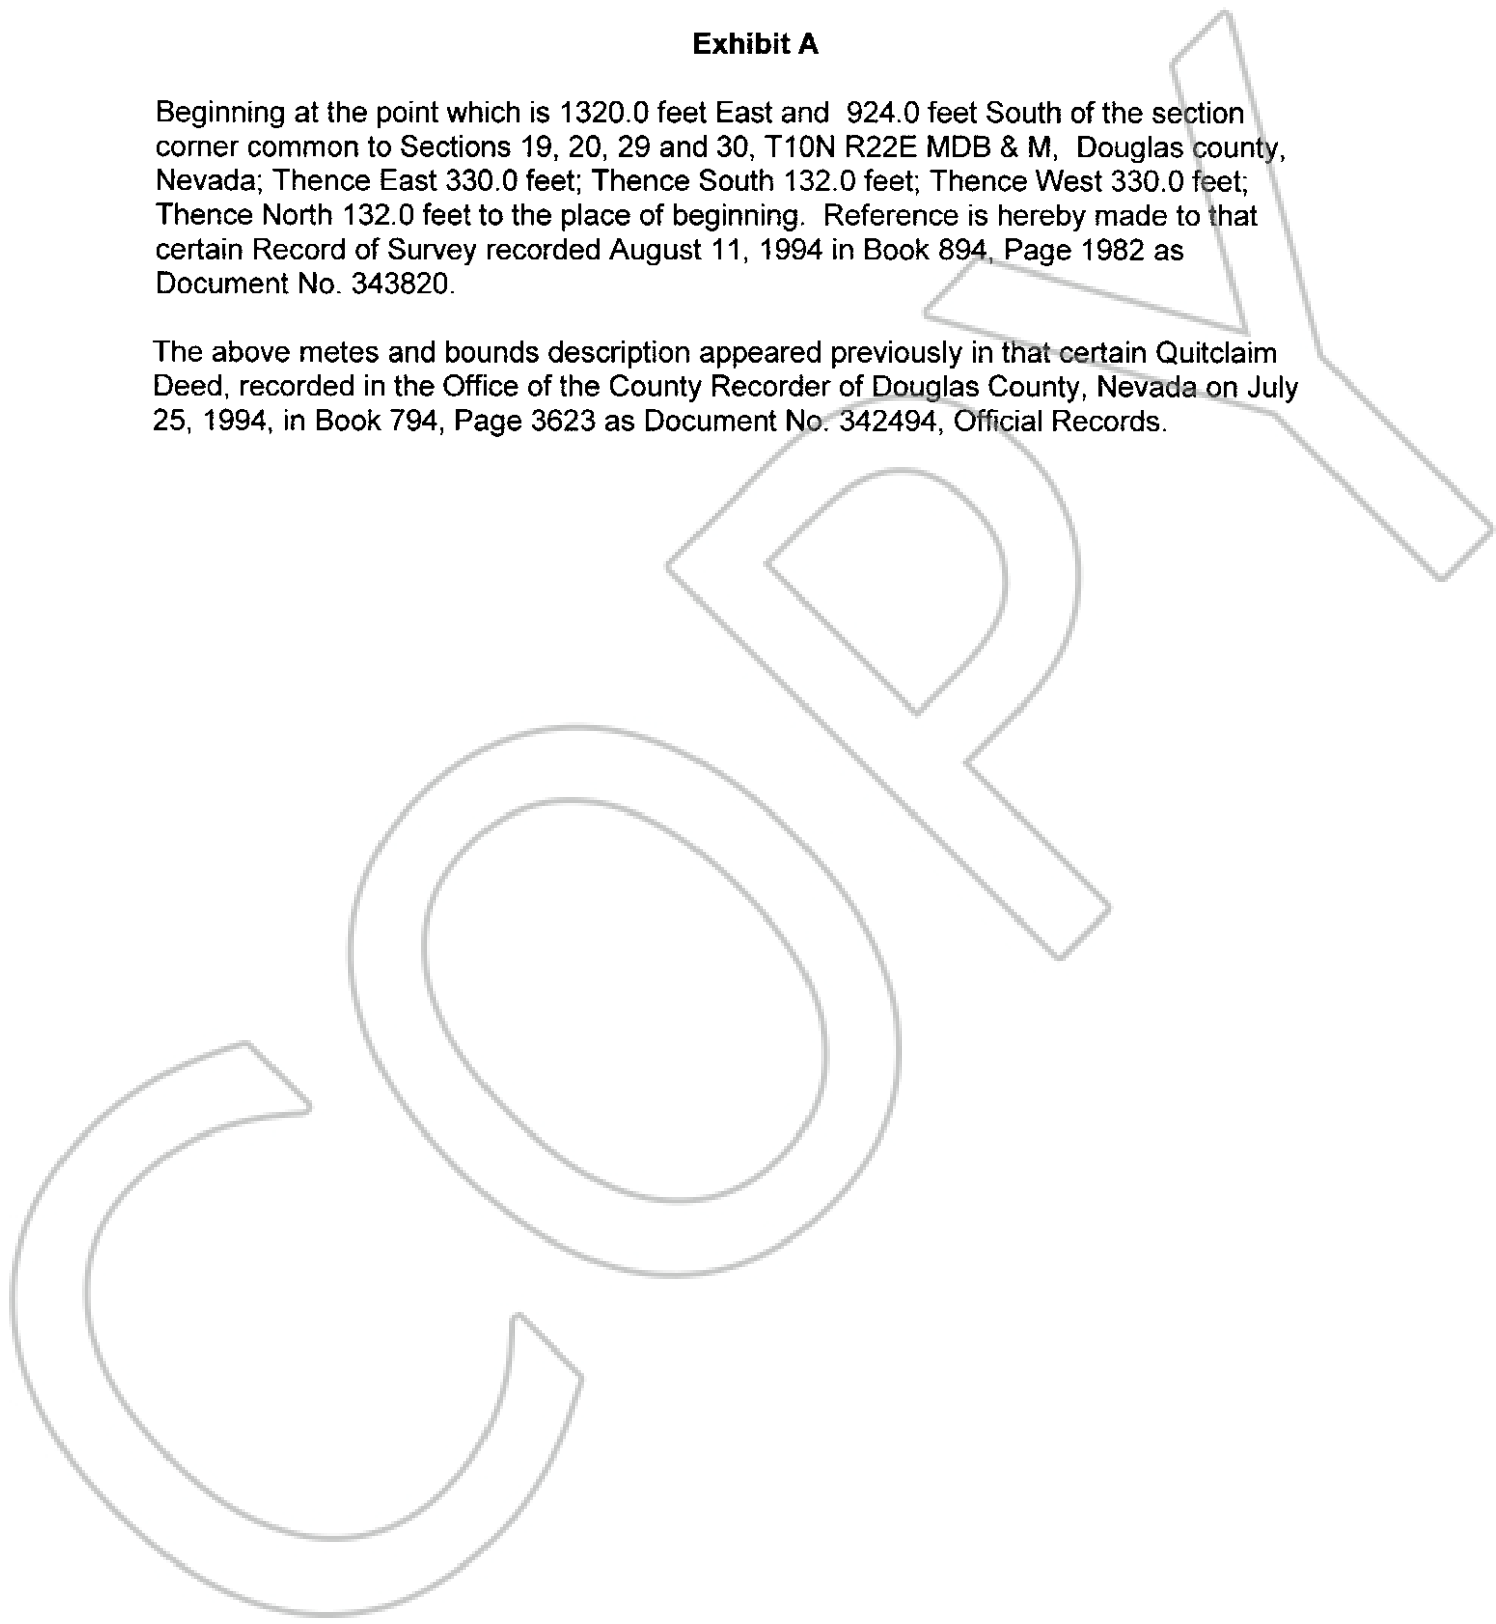 Exhibit A
Beginning at the point which is 1320.0 feet East and 924.0 feet South of the section
corner common to Sections 19, 20, 29 and 30, T10N R22E MDB & M, Douglas county,
Nevada; Thence East 330.0 feet; Thence South 132.0 feet; Thence West 330.0 feet;
Thence North 132.0 feet to the place of beginning. Reference is hereby made to that
certain Record of Survey recorded August 11, 1994 in Book 894, Page 1982 as
Document No. 343820.
The above metes and bounds description appeared previously in that certain Quitclaim
Deed, recorded in the Office of the County Recorder of Douglas County, Nevada on July
25, 1994, in Book 794, Page 3623 as Document No. 342494, Official Records.
COPY